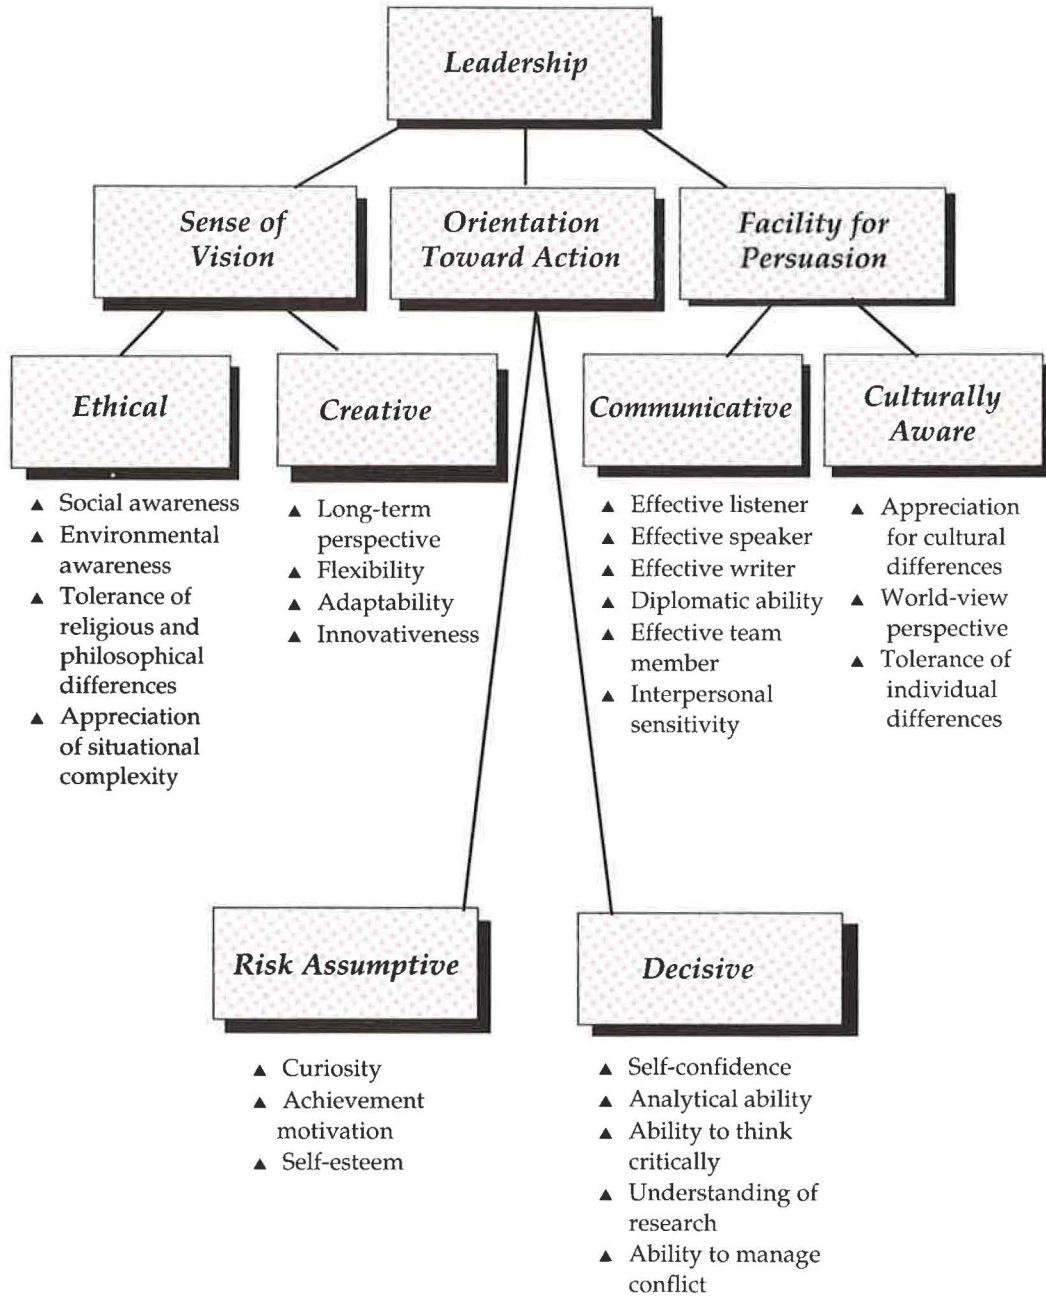 Leadership
Sense of
Vision
Orientation
Toward Action
Facility for
Persuasion
Ethical
▲ Social awareness
▲ Environmental
awareness
▲ Tolerance of
religious and
philosophical
differences
▲ Appreciation
of situational
complexity
Creative
▲ Long-term
perspective
▲ Flexibility
▲ Adaptability
▲ Innovativeness
Communicative
▲ Effective listener
▲ Effective speaker
▲ Effective writer
▲ Diplomatic ability
▲ Effective team
member
▲ Interpersonal
sensitivity
Culturally
Aware
▲ Appreciation
for cultural
differences
▲ World-view
perspective
▲ Tolerance of
individual
differences
Risk Assumptive
▲ Curiosity
▲ Achievement
motivation
▲ Self-esteem
Decisive
▲ Self-confidence
▲ Analytical ability
▲ Ability to think
critically
▲ Understanding of
research
▲ Ability to manage
conflict